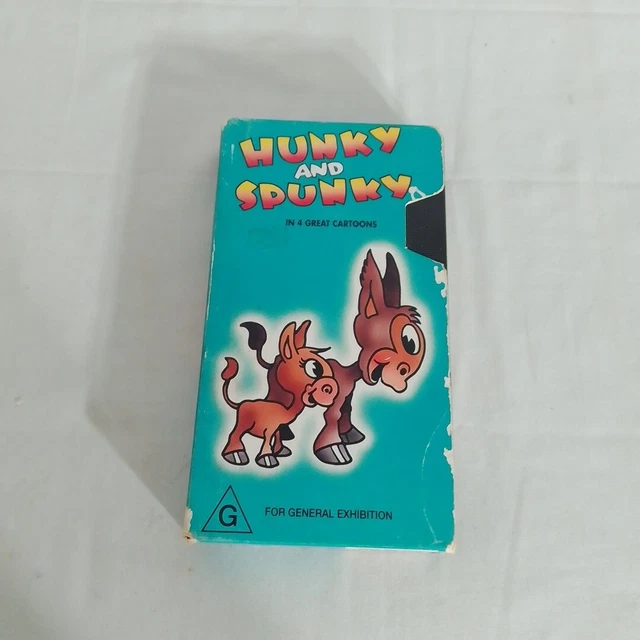 HUNKY
AND
SPUNKY
IN 4 GREAT CARTOONS
G
FOR GENERAL EXHIBITION